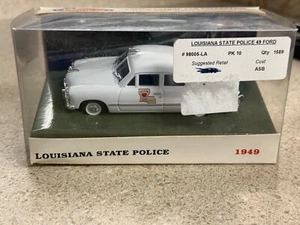 LOUISIANA STATE POLICE 49 FORD
# 98005-LA PK 10 Qty 1589
Suggested Retail Cost
ASB
LOUISIANA STATE POLICE 1949